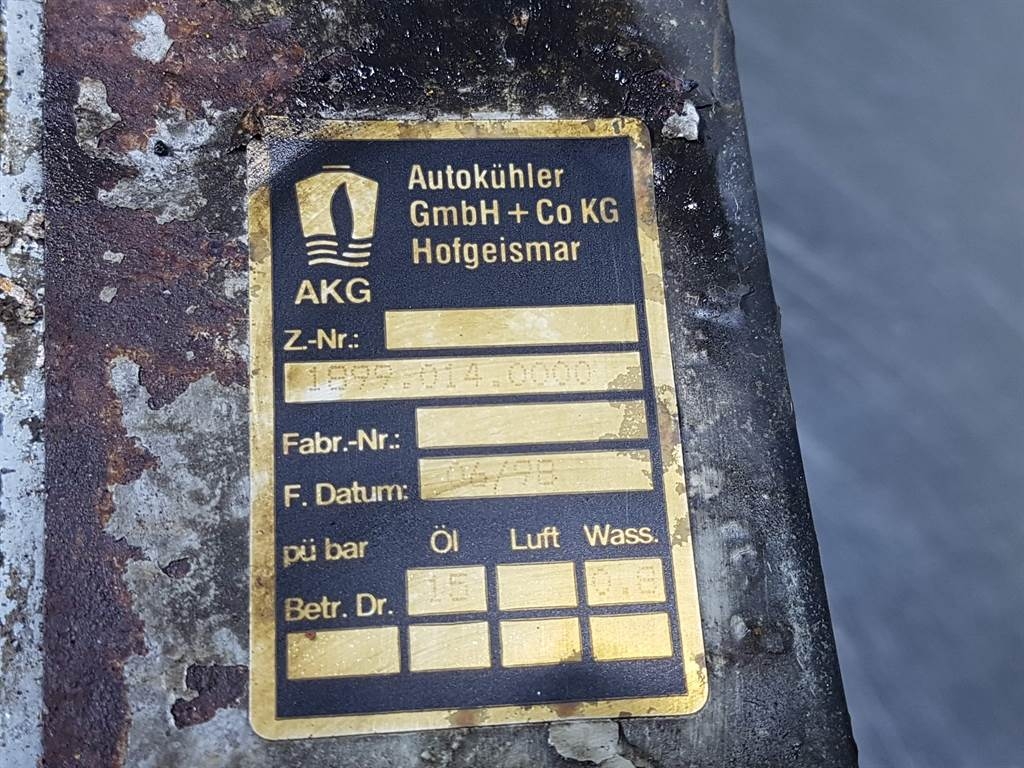 Autokühler
GmbH + Co KG
Hofgeismar
AKG
Z.-Nr.:
1899.014.0000
Fabr.-Nr.:
F. Datum: 06/98
pü bar Öl Luft Wass.
Betr. Dr. 15 0.8